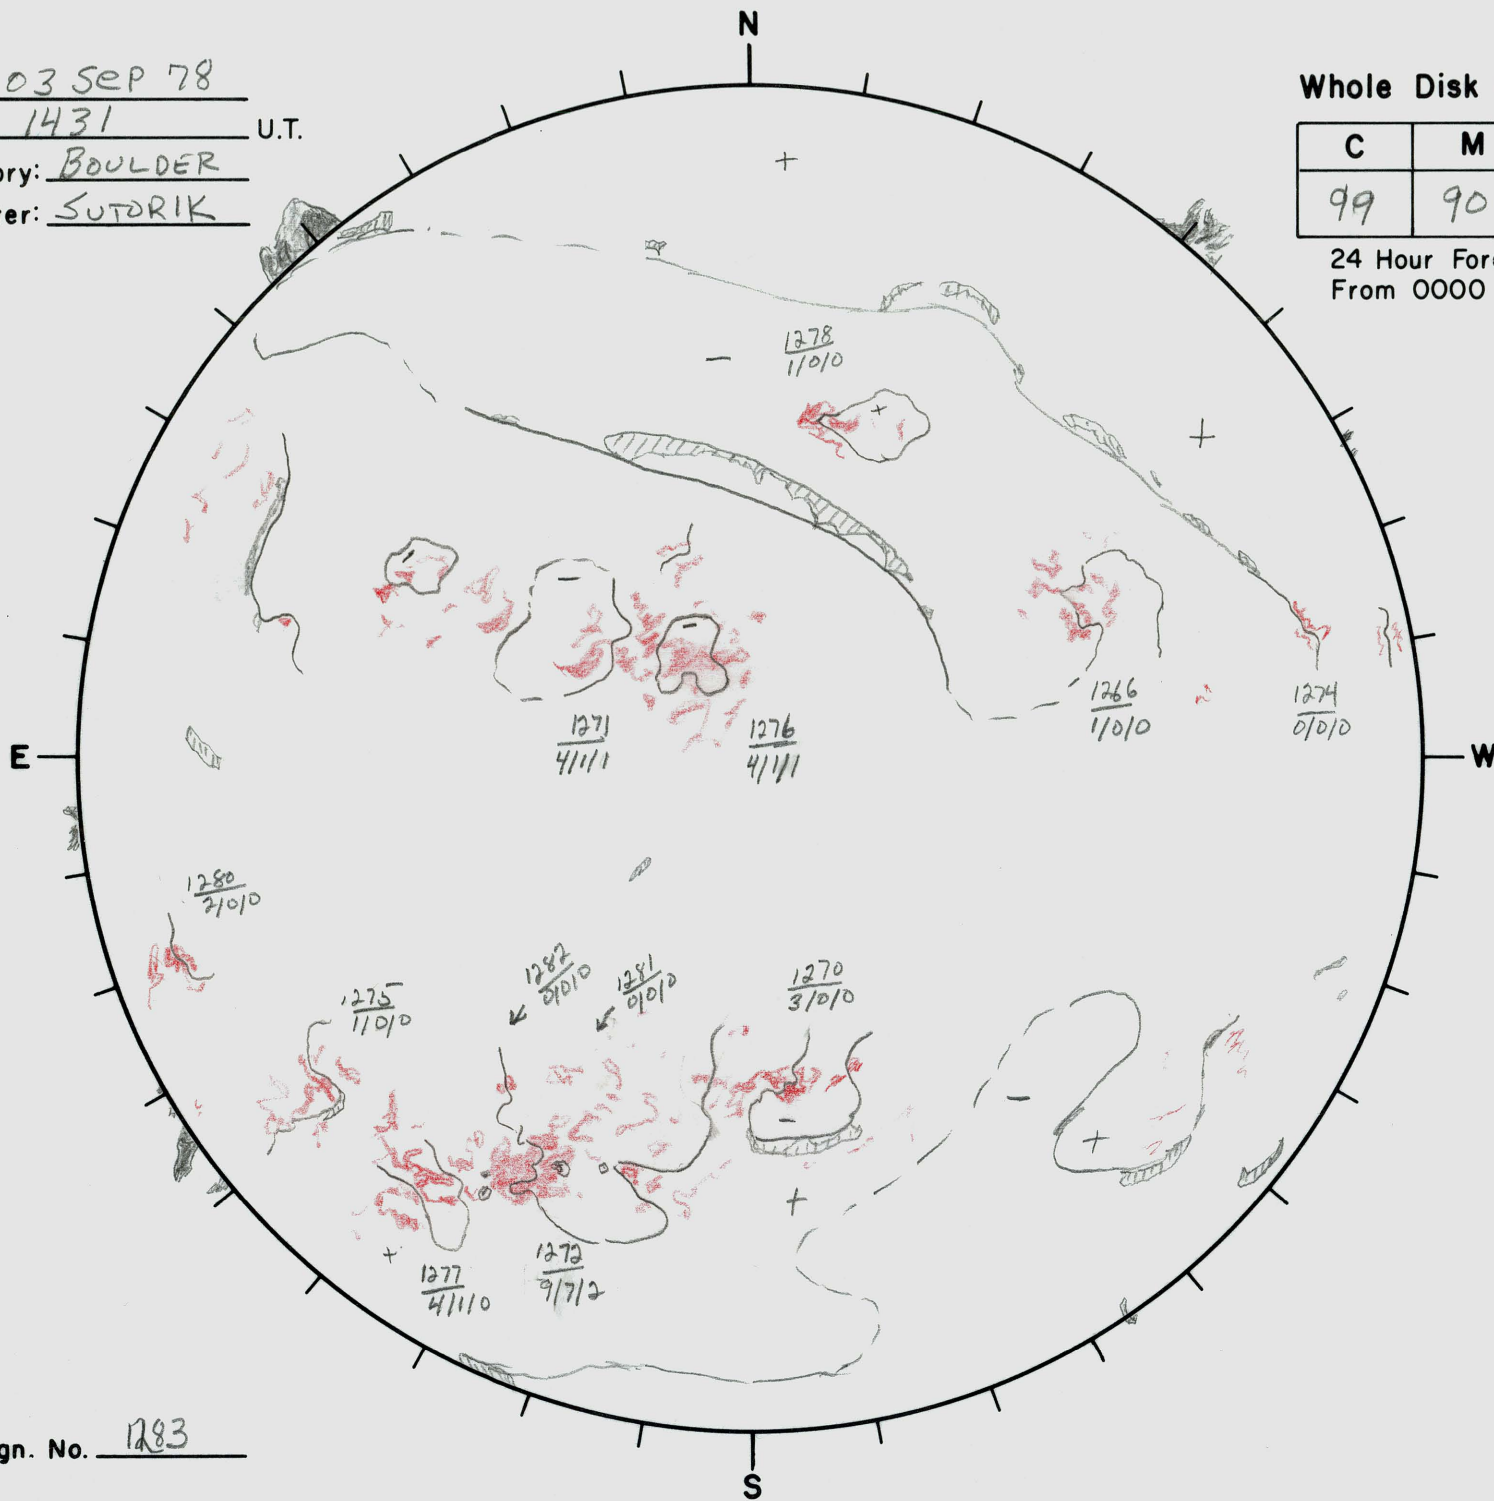 N
03 SEP 78
1431 U.T.
ory: BOULDER
er: SUTORIK
Whole Disk
C M
99 90
24 Hour Fore
From 0000
+
1278
1/0/0
—
+
+
—
—
—
1271
4/1/1
1276
4/1/1
1266
1/0/0
1274
0/0/0
E
W
1280
2/0/0
1282
0/0/0
1281
0/0/0
1270
3/0/0
1275
1/0/0
—
—
+
+
+
1277
4/1/0
1272
9/7/2
gn. No. 1283
S